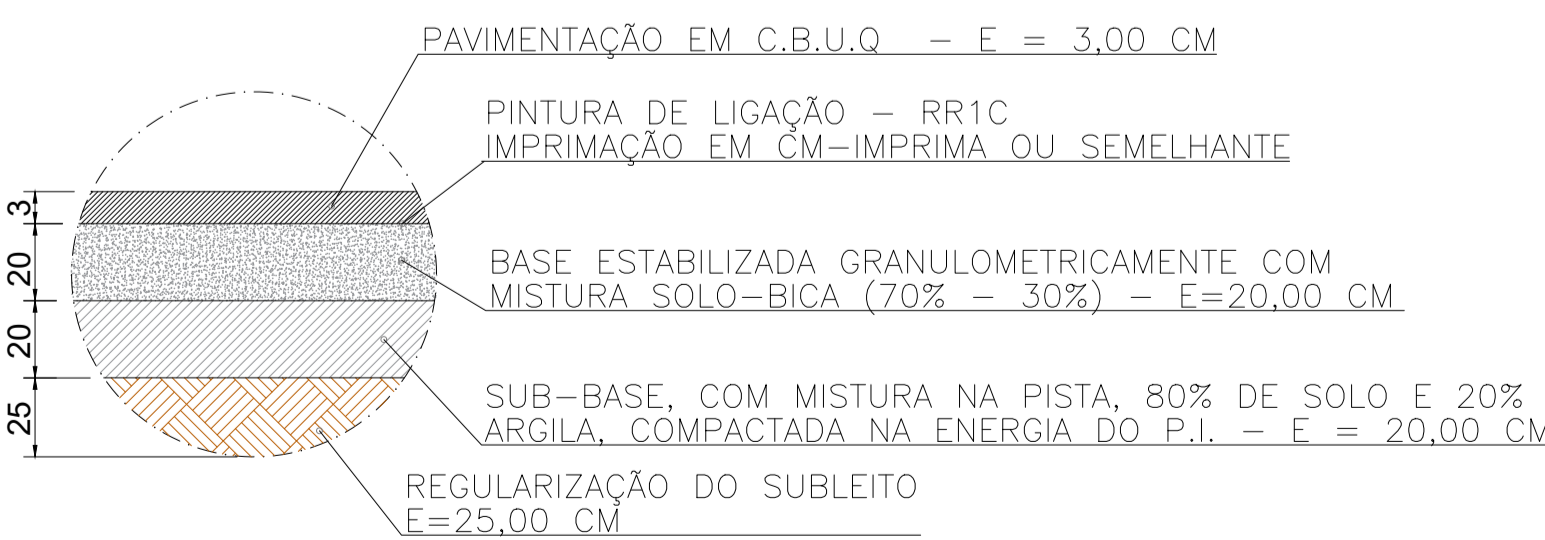 PAVIMENTAÇÃO EM C.B.U.Q – E = 3,00 CM
PINTURA DE LIGAÇÃO – RR1C
IMPRIMAÇÃO EM CM–IMPRIMA OU SEMELHANTE
3
20
BASE ESTABILIZADA GRANULOMETRICAMENTE COM
MISTURA SOLO–BICA (70% – 30%) – E=20,00 CM
20
SUB–BASE, COM MISTURA NA PISTA, 80% DE SOLO E 20%
ARGILA, COMPACTADA NA ENERGIA DO P.I. – E = 20,00 CM
25
REGULARIZAÇÃO DO SUBLEITO
E=25,00 CM